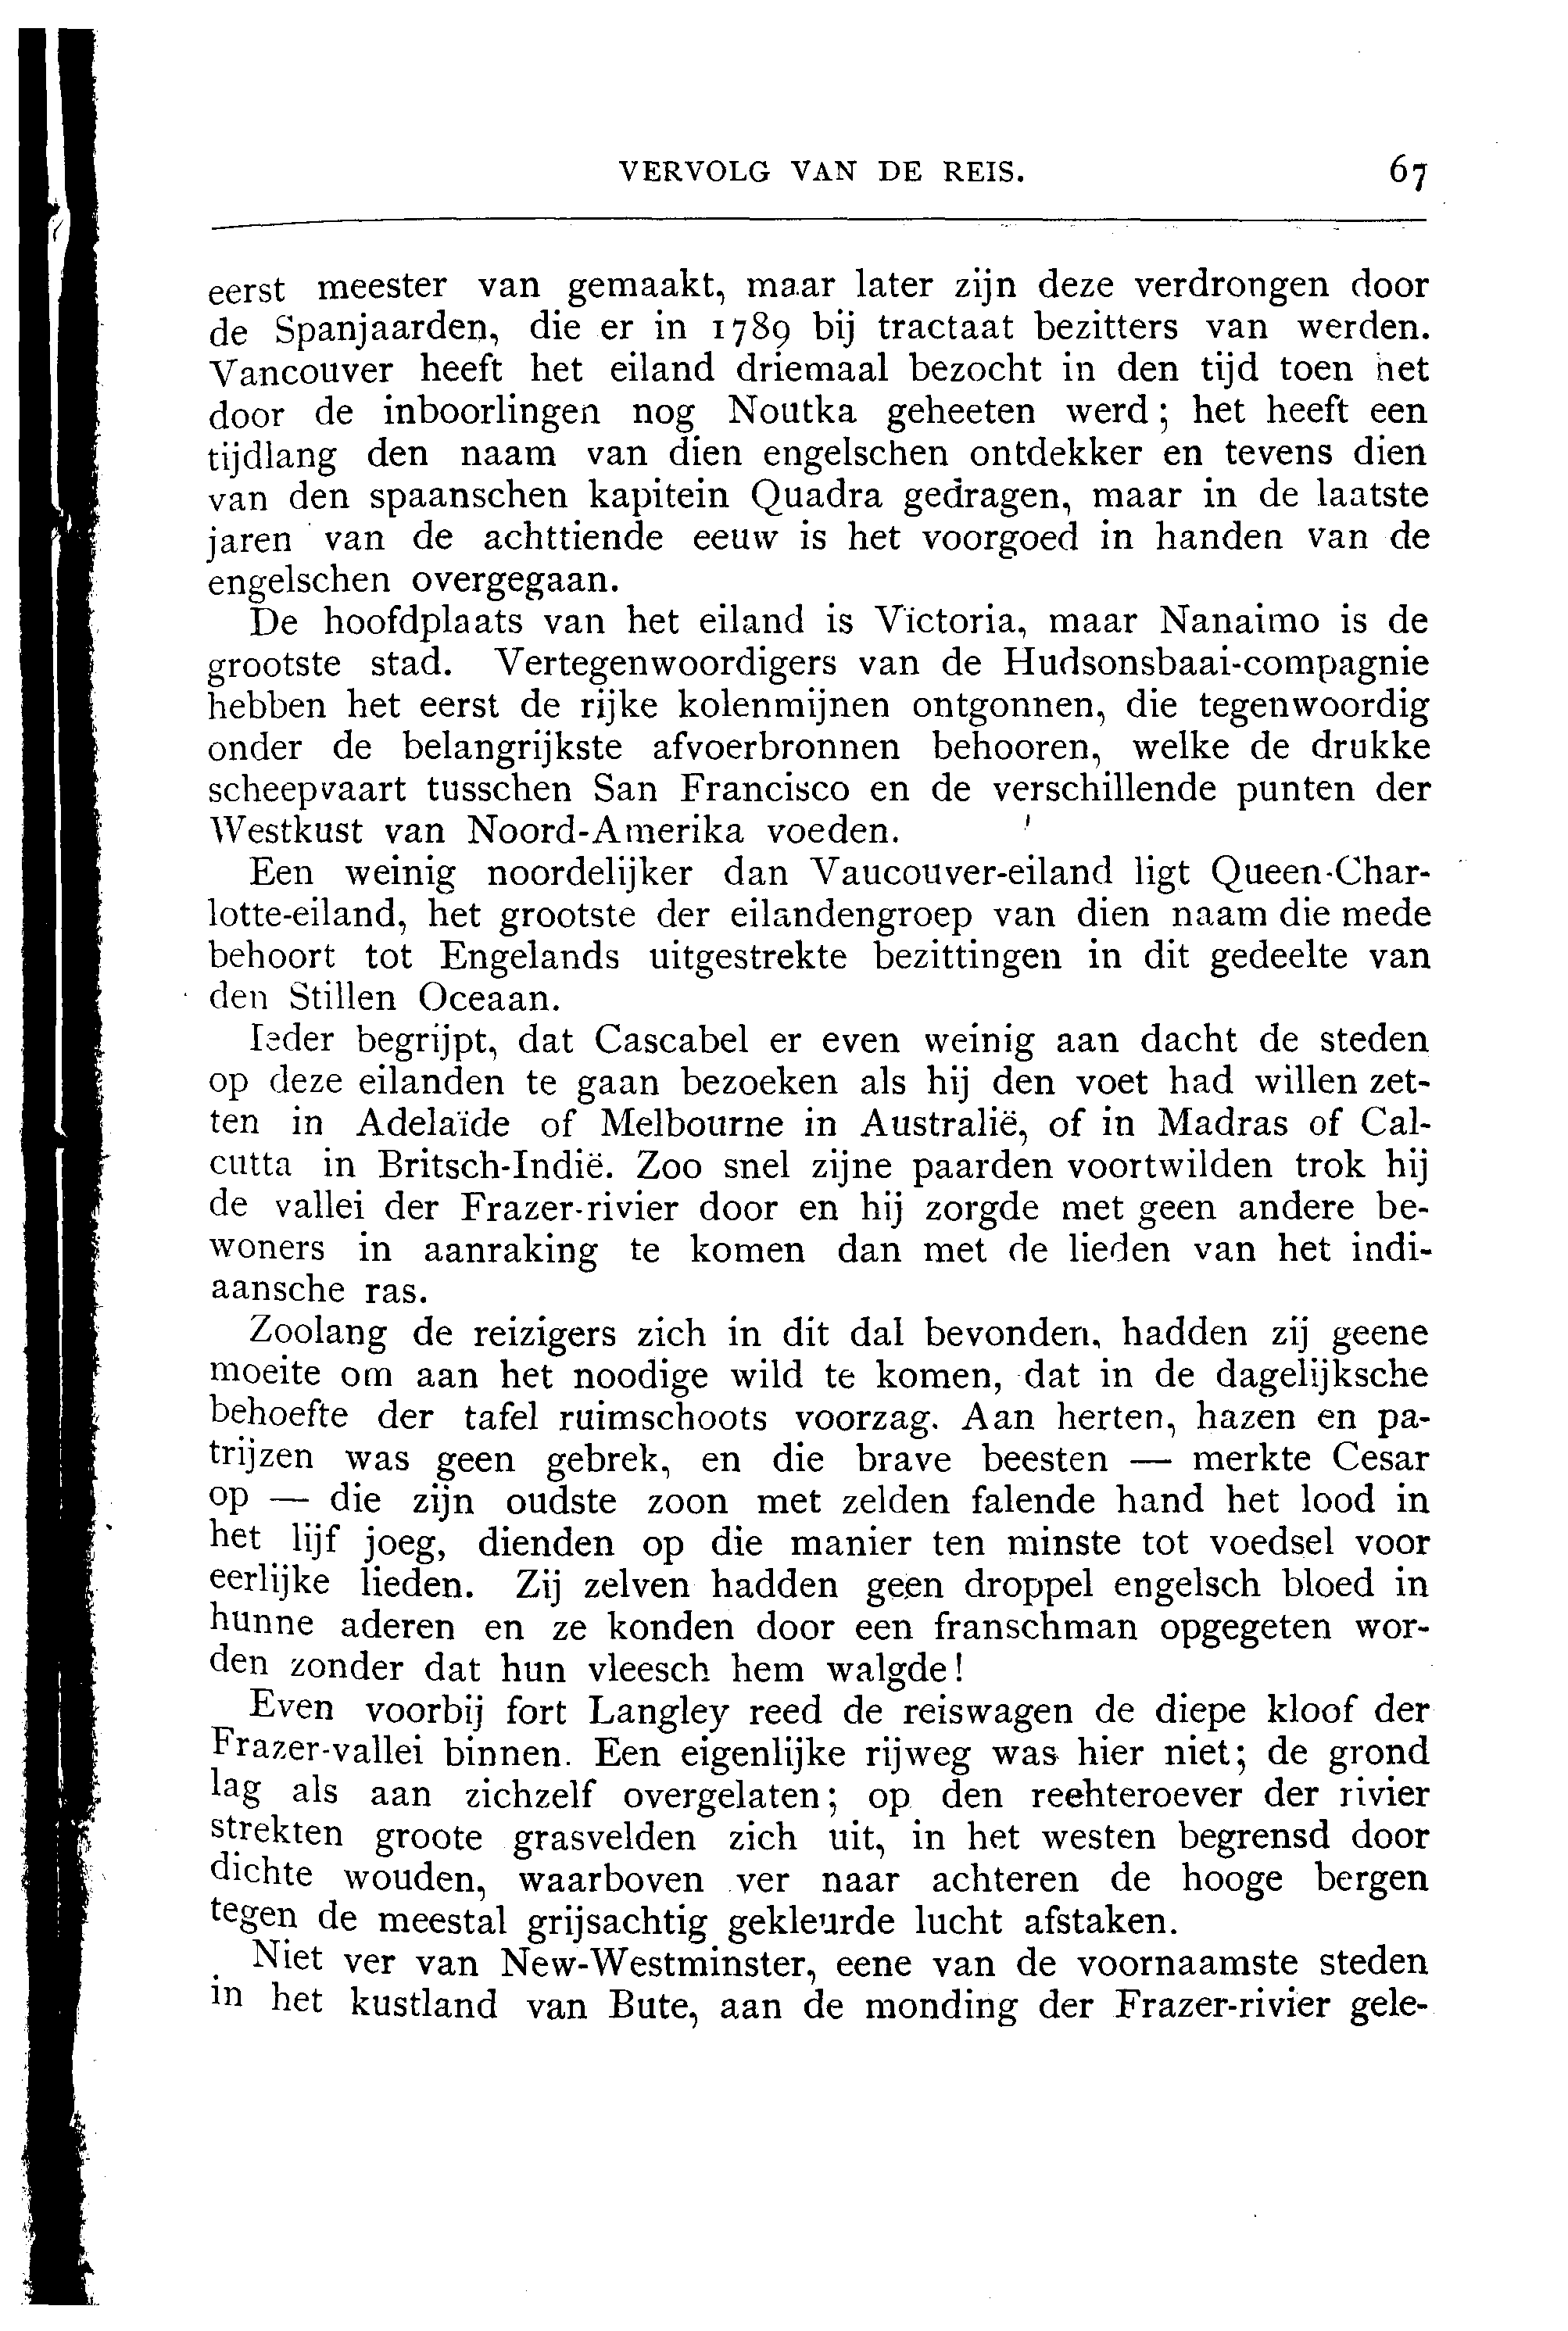 VERVOLG VAN DE REIS. 67
eerst meester van gemaakt, maar later zijn deze verdrongen door
de Spanjaarden, die er in 1789 bij tractaat bezitters van werden.
Vancouver heeft het eiland driemaal bezocht in den tijd toen het
door de inboorlingen nog Noutka geheeten werd; het heeft een
tijdlang den naam van dien engelschen ontdekker en tevens dien
van den spaanschen kapitein Quadra gedragen, maar in de laatste
jaren van de achttiende eeuw is het voorgoed in handen van de
engelschen overgegaan.
De hoofdplaats van het eiland is Victoria, maar Nanaimo is de
grootste stad. Vertegenwoordigers van de Hudsonsbaai-compagnie
hebben het eerst de rijke kolenmijnen ontgonnen, die tegenwoordig
onder de belangrijkste afvoerbronnen behooren, welke de drukke
scheepvaart tusschen San Francisco en de verschillende punten der
Westkust van Noord-Amerika voeden.
Een weinig noordelijker dan Vaucouver-eiland ligt Queen-Char-
lotte-eiland, het grootste der eilandengroep van dien naam die mede
behoort tot Engelands uitgestrekte bezittingen in dit gedeelte van
den Stillen Oceaan.
Ieder begrijpt, dat Cascabel er even weinig aan dacht de steden
op deze eilanden te gaan bezoeken als hij den voet had willen zet-
ten in Adelaïde of Melbourne in Australië, of in Madras of Cal-
cutta in Britsch-Indië. Zoo snel zijne paarden voortwilden trok hij
de vallei der Frazer-rivier door en hij zorgde met geen andere be-
woners in aanraking te komen dan met de lieden van het indi-
aansche ras.
Zoolang de reizigers zich in dit dal bevonden, hadden zij geene
moeite om aan het noodige wild te komen, dat in de dagelijksche
behoefte der tafel ruimschoots voorzag. Aan herten, hazen en pa-
trijzen was geen gebrek, en die brave beesten — merkte Cesar
op — die zijn oudste zoon met zelden falende hand het lood in
het lijf joeg, dienden op die manier ten minste tot voedsel voor
eerlijke lieden. Zij zelven hadden geen droppel engelsch bloed in
hunne aderen en ze konden door een franschman opgegeten wor-
den zonder dat hun vleesch hem walgde!
Even voorbij fort Langley reed de reiswagen de diepe kloof der
Frazer-vallei binnen. Een eigenlijke rijweg was hier niet; de grond
lag als aan zichzelf overgelaten; op den reehteroever der rivier
strekten groote grasvelden zich uit, in het westen begrensd door
dichte wouden, waarboven ver naar achteren de hooge bergen
tegen de meestal grijsachtig gekleurde lucht afstaken.
Niet ver van New-Westminster, eene van de voornaamste steden
in het kustland van Bute, aan de monding der Frazer-rivier gele-